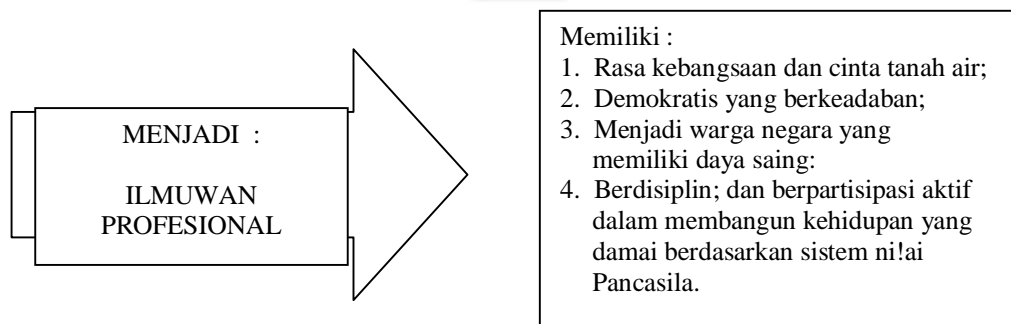 MENJADI :
ILMUWAN
PROFESIONAL
Memiliki :
1. Rasa kebangsaan dan cinta tanah air;
2. Demokratis yang berkeadaban;
3. Menjadi warga negara yang
memiliki daya saing:
4. Berdisiplin; dan berpartisipasi aktif
dalam membangun kehidupan yang
damai berdasarkan sistem ni!ai
Pancasila.